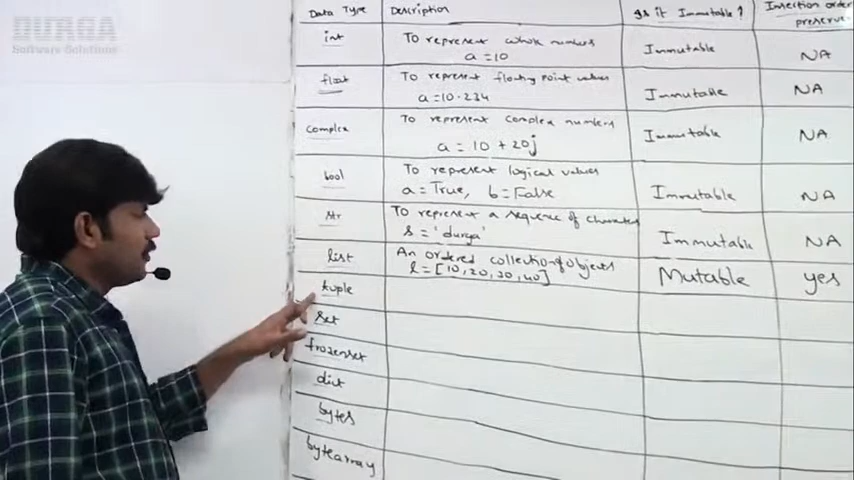 DURGA
Software Solutions
Data Type Description Is it Immutable? Insertion order
preserve
int To represent whole numbers Immutable NA
a = 10
float To represent floating point values Immutable NA
a = 10.234
complex To represent complex numbers Immutable NA
a = 10 + 20j
bool To represent logical values Immutable NA
a = True, b = False
str To represent a sequence of characters Immutable NA
s = 'durga'
list An ordered collection of objects Mutable yes
l = [10, 20, 30, 40]
tuple
set
frozenset
dict
bytes
bytearray